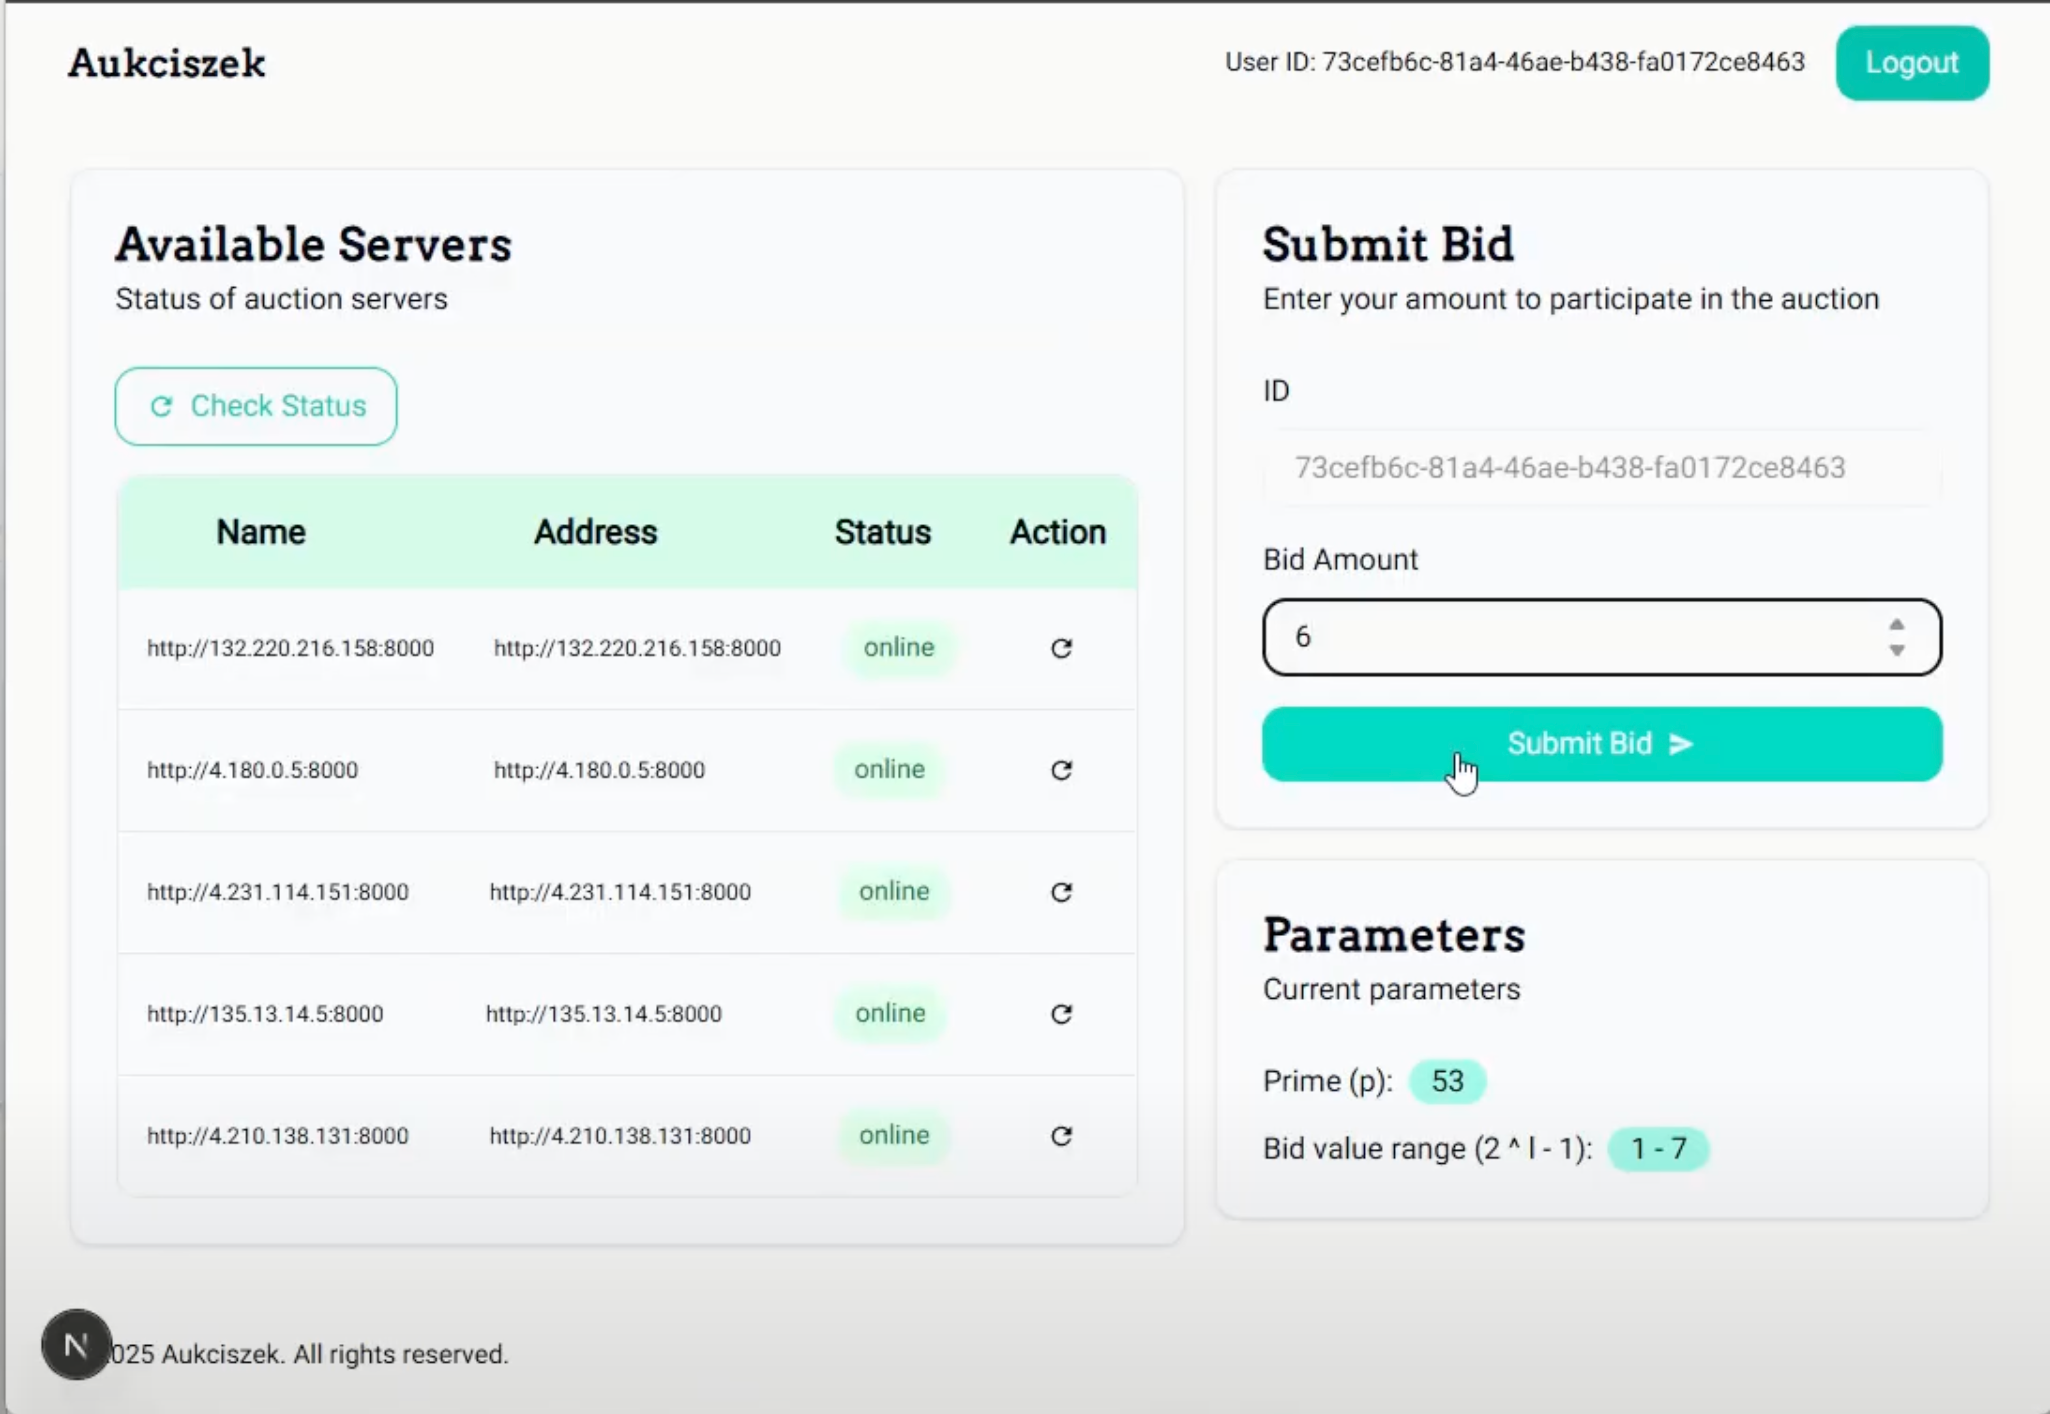 Aukciszek
User ID: 73cefb6c-81a4-46ae-b438-fa0172ce8463
Logout
Available Servers
Status of auction servers
Check Status
Name Address Status Action
http://132.220.216.158:8000 http://132.220.216.158:8000 online
http://4.180.0.5:8000 http://4.180.0.5:8000 online
http://4.231.114.151:8000 http://4.231.114.151:8000 online
http://135.13.14.5:8000 http://135.13.14.5:8000 online
http://4.210.138.131:8000 http://4.210.138.131:8000 online
Submit Bid
Enter your amount to participate in the auction
ID
73cefb6c-81a4-46ae-b438-fa0172ce8463
Bid Amount
6
Submit Bid
Parameters
Current parameters
Prime (p): 53
Bid value range (2 ^ l - 1): 1 - 7
N
025 Aukciszek. All rights reserved.